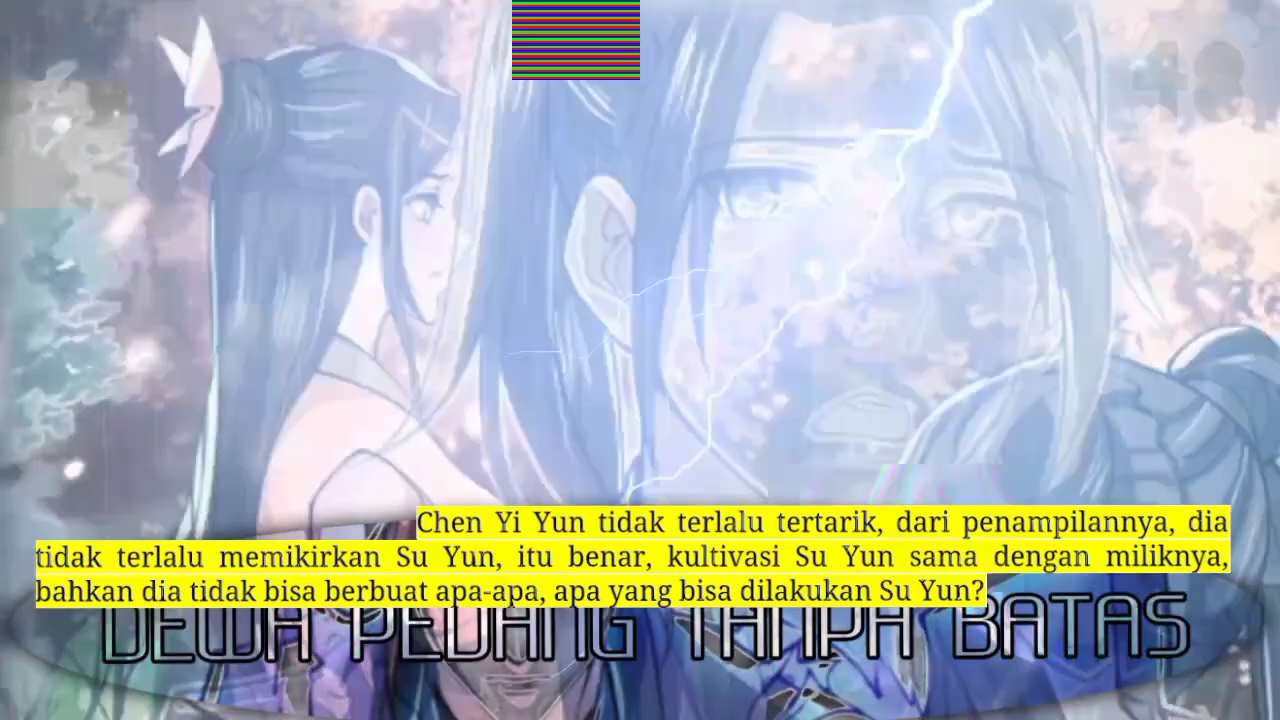 48
Chen Yi Yun tidak terlalu tertarik, dari penampilannya, dia
tidak terlalu memikirkan Su Yun, itu benar, kultivasi Su Yun sama dengan miliknya,
bahkan dia tidak bisa berbuat apa-apa, apa yang bisa dilakukan Su Yun?
DEWA PEDANG TANPA BATAS